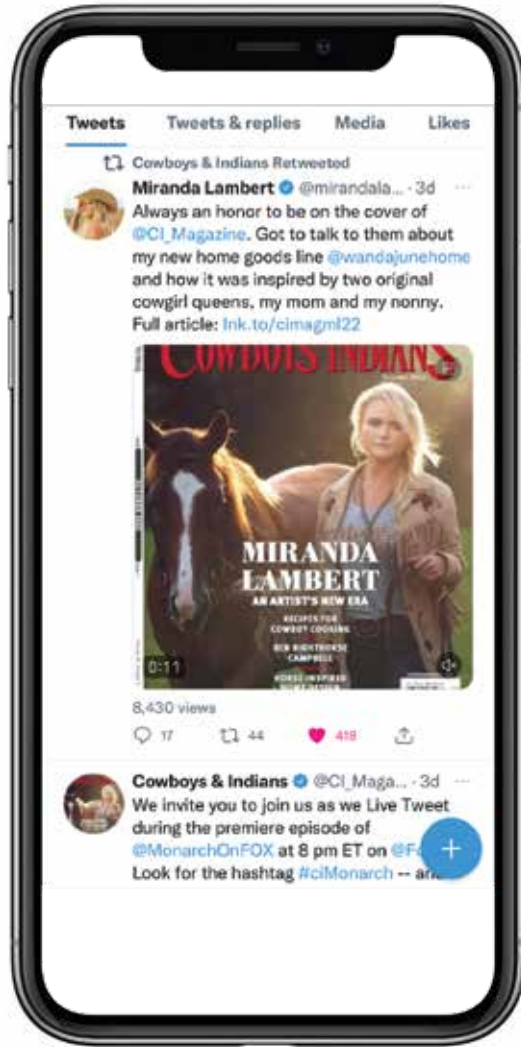 Tweets Tweets & replies Media Likes
Cowboys & Indians Retweeted
Miranda Lambert @mirandala... · 3d ...
Always an honor to be on the cover of
@CI_Magazine. Got to talk to them about
my new home goods line @wandajunehome
and how it was inspired by two original
cowgirl queens, my mom and my nonny.
Full article: lnk.to/cimagml22
COWBOYS INDIANS
MIRANDA
LAMBERT
AN ARTIST'S NEW ERA
RECIPES FOR
COWBOY COOKING
BEN NIGHTHORSE
CAMPBELL
HORSE-INSPIRED
HOME DESIGN
0:11
8,430 views
17 44 418
Cowboys & Indians @CI_Maga... · 3d ...
We invite you to join us as we Live Tweet
during the premiere episode of
@MonarchOnFOX at 8 pm ET on
Look for the hashtag #ciMonarch -- and